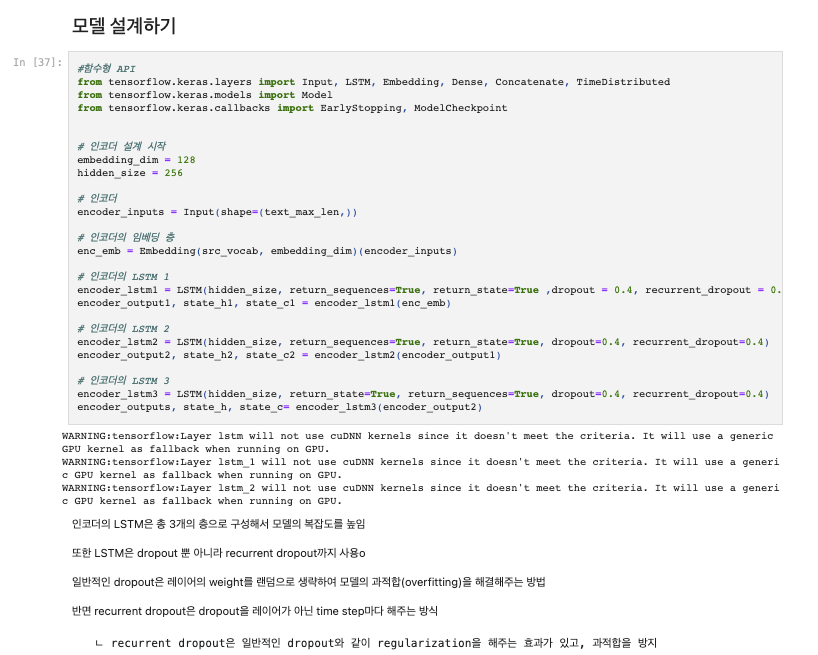 모델 설계하기
In [37]:
#함수형 API
from tensorflow.keras.layers import Input, LSTM, Embedding, Dense, Concatenate, TimeDistributed
from tensorflow.keras.models import Model
from tensorflow.keras.callbacks import EarlyStopping, ModelCheckpoint
# 인코더 설계 시작
embedding_dim = 128
hidden_size = 256
# 인코더
encoder_inputs = Input(shape=(text_max_len,))
# 인코더의 임베딩 층
enc_emb = Embedding(src_vocab, embedding_dim)(encoder_inputs)
# 인코더의 LSTM 1
encoder_lstm1 = LSTM(hidden_size, return_sequences=True, return_state=True ,dropout = 0.4, recurrent_dropout = 0.
encoder_output1, state_h1, state_c1 = encoder_lstm1(enc_emb)
# 인코더의 LSTM 2
encoder_lstm2 = LSTM(hidden_size, return_sequences=True, return_state=True, dropout=0.4, recurrent_dropout=0.4)
encoder_output2, state_h2, state_c2 = encoder_lstm2(encoder_output1)
# 인코더의 LSTM 3
encoder_lstm3 = LSTM(hidden_size, return_state=True, return_sequences=True, dropout=0.4, recurrent_dropout=0.4)
encoder_outputs, state_h, state_c= encoder_lstm3(encoder_output2)
WARNING:tensorflow:Layer lstm will not use cuDNN kernels since it doesn't meet the criteria. It will use a generic
GPU kernel as fallback when running on GPU.
WARNING:tensorflow:Layer lstm_1 will not use cuDNN kernels since it doesn't meet the criteria. It will use a generi
c GPU kernel as fallback when running on GPU.
WARNING:tensorflow:Layer lstm_2 will not use cuDNN kernels since it doesn't meet the criteria. It will use a generi
c GPU kernel as fallback when running on GPU.
인코더의 LSTM은 총 3개의 층으로 구성해서 모델의 복잡도를 높임
또한 LSTM은 dropout 뿐 아니라 recurrent dropout까지 사용o
일반적인 dropout은 레이어의 weight를 랜덤으로 생략하여 모델의 과적합(overfitting)을 해결해주는 방법
반면 recurrent dropout은 dropout을 레이어가 아닌 time step마다 해주는 방식
ㄴ recurrent dropout은 일반적인 dropout와 같이 regularization을 해주는 효과가 있고, 과적합을 방지